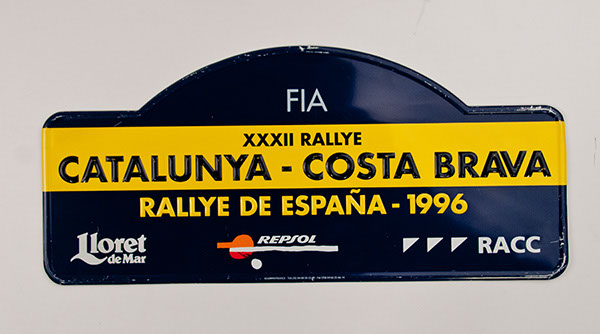 FIA
XXXII RALLYE
CATALUNYA - COSTA BRAVA
RALLYE DE ESPAÑA - 1996
Lloret
de Mar
REPSOL
RACC